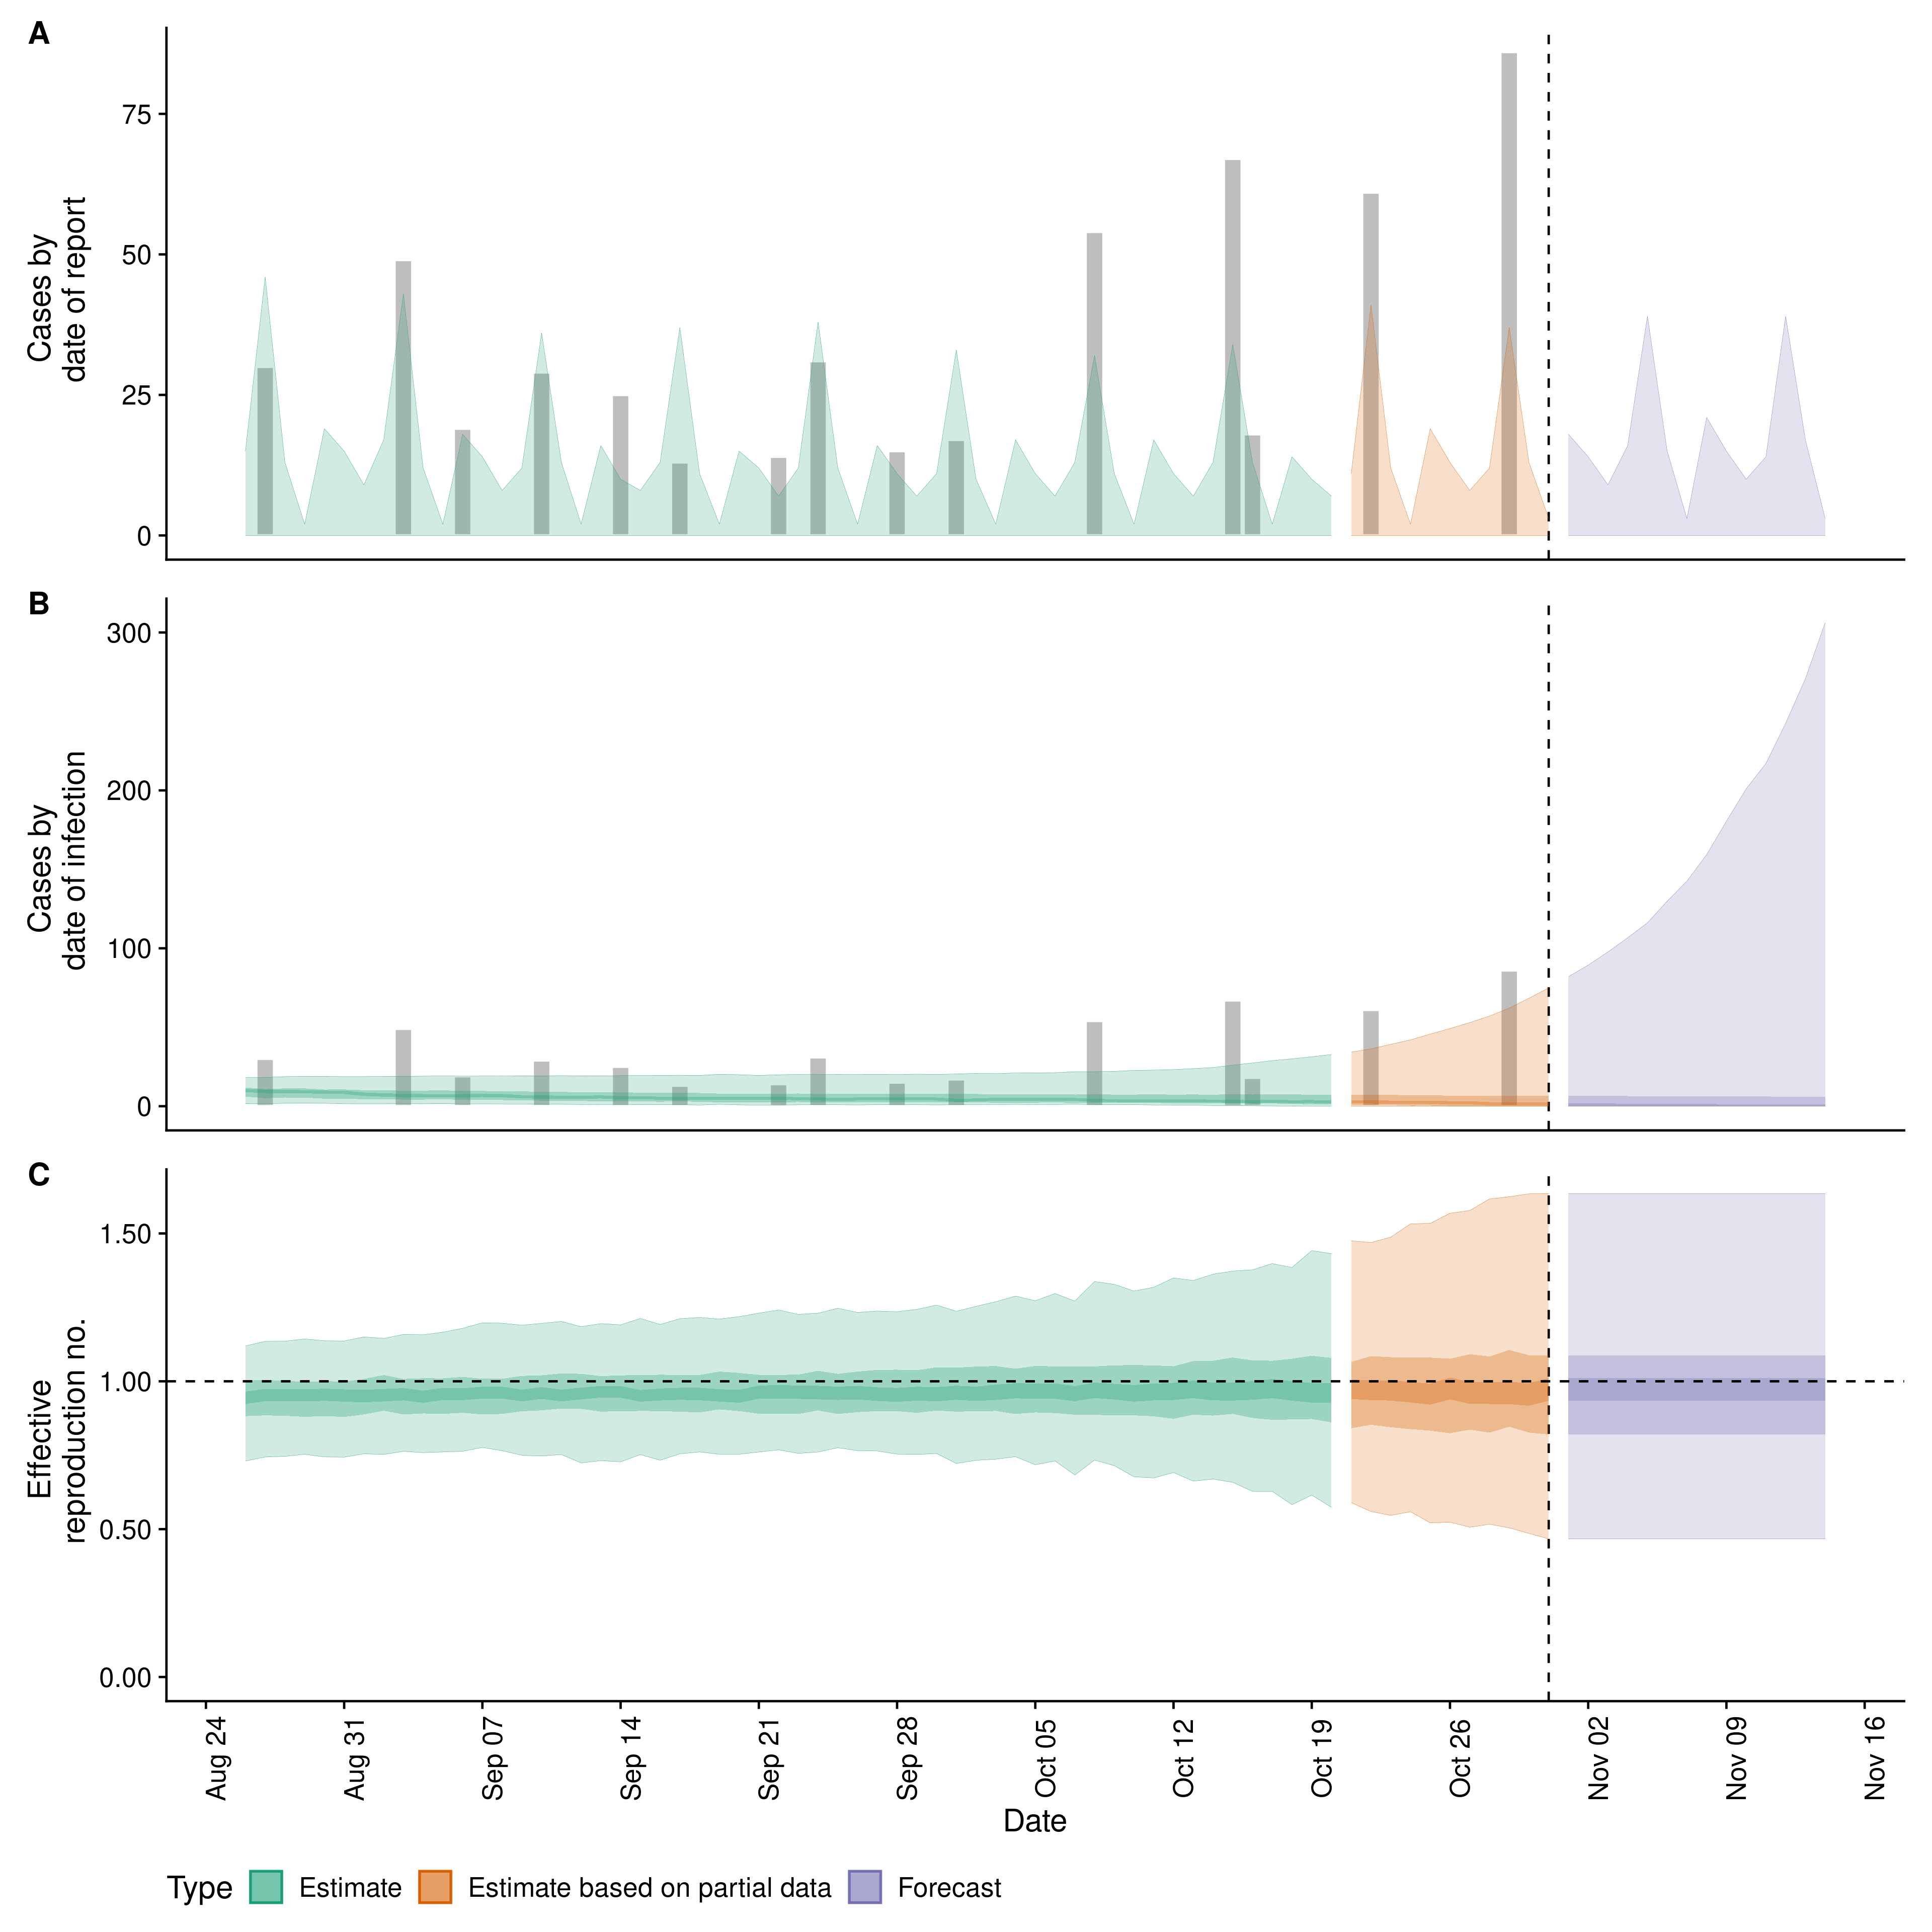 A
Cases by
date of report
75
50
25
0
B
Cases by
date of infection
300
200
100
0
C
Effective
reproduction no.
1.50
1.00
0.50
0.00
Aug 24
Aug 31
Sep 07
Sep 14
Sep 21
Sep 28
Oct 05
Oct 12
Oct 19
Oct 26
Nov 02
Nov 09
Nov 16
Date
Type Estimate Estimate based on partial data Forecast